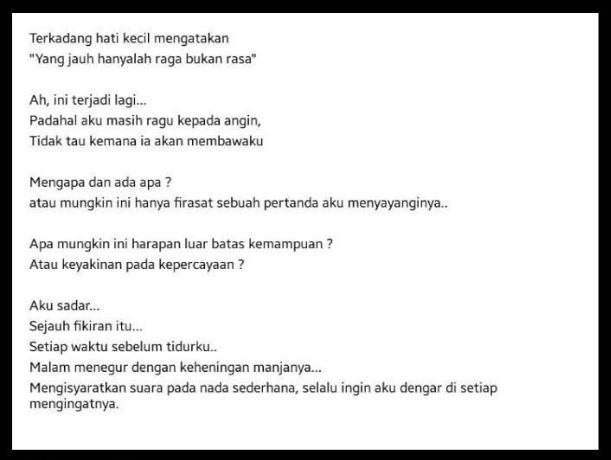 Terkadang hati kecil mengatakan
"Yang jauh hanyalah raga bukan rasa"
Ah, ini terjadi lagi...
Padahal aku masih ragu kepada angin,
Tidak tau kemana ia akan membawaku
Mengapa dan ada apa ?
atau mungkin ini hanya firasat sebuah pertanda aku menyayanginya..
Apa mungkin ini harapan luar batas kemampuan ?
Atau keyakinan pada kepercayaan ?
Aku sadar...
Sejauh fikiran itu...
Setiap waktu sebelum tidurku..
Malam menegur dengan keheningan manjanya...
Mengisyaratkan suara pada nada sederhana, selalu ingin aku dengar di setiap
mengingatnya.